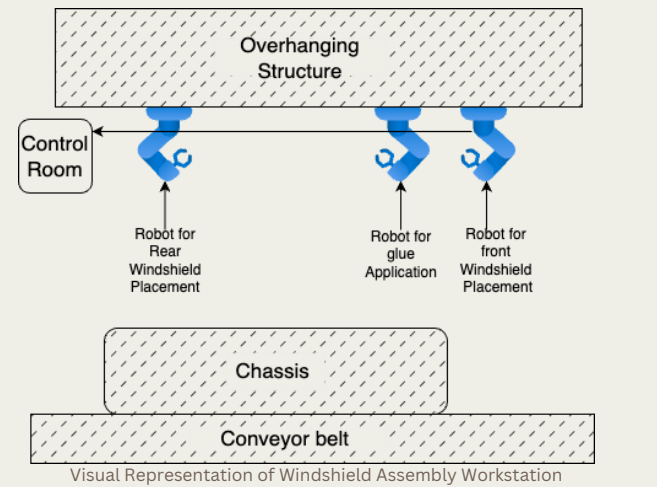 Overhanging
Structure
Control
Room
Robot for
Rear
Windshield
Placement
Robot for
glue
Application
Robot for
front
Windshield
Placement
Chassis
Conveyor belt
Visual Representation of Windshield Assembly Workstation